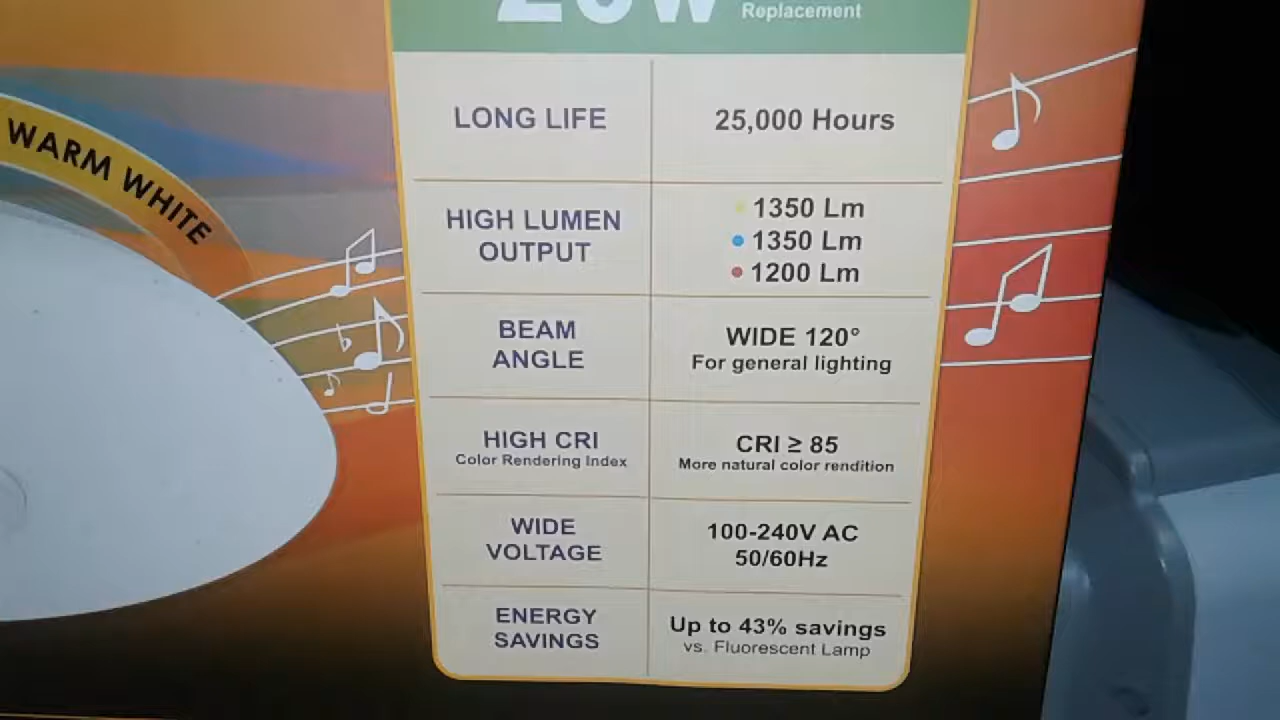 Replacement
WARM WHITE
LONG LIFE
25,000 Hours
HIGH LUMEN
OUTPUT
1350 Lm
1350 Lm
1200 Lm
BEAM
ANGLE
WIDE 120°
For general lighting
HIGH CRI
Color Rendering Index
CRI ≥ 85
More natural color rendition
WIDE
VOLTAGE
100-240V AC
50/60Hz
ENERGY
SAVINGS
Up to 43% savings
vs. Fluorescent Lamp